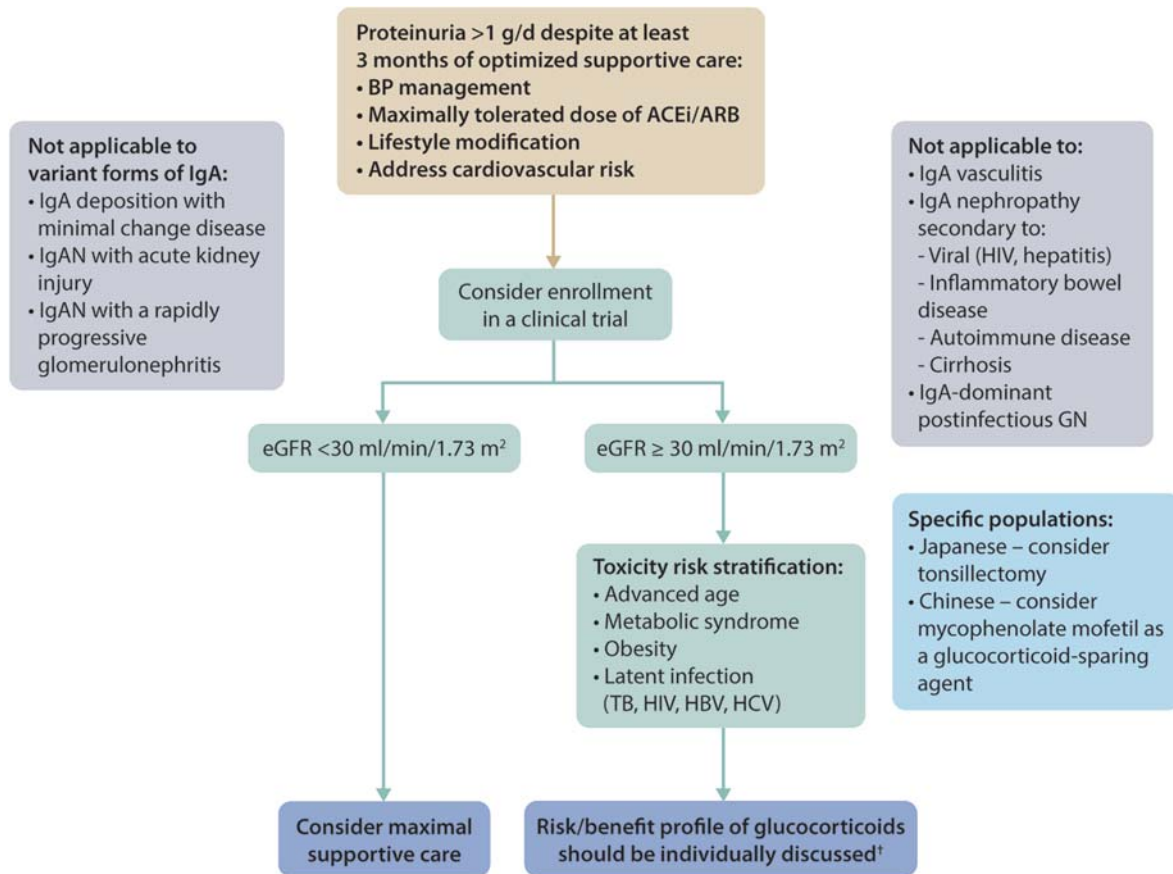 Proteinuria >1 g/d despite at least
3 months of optimized supportive care:
• BP management
• Maximally tolerated dose of ACEi/ARB
• Lifestyle modification
• Address cardiovascular risk
Not applicable to
variant forms of IgA:
• IgA deposition with
minimal change disease
• IgAN with acute kidney
injury
• IgAN with a rapidly
progressive
glomerulonephritis
Not applicable to:
• IgA vasculitis
• IgA nephropathy
secondary to:
- Viral (HIV, hepatitis)
- Inflammatory bowel
disease
- Autoimmune disease
- Cirrhosis
• IgA-dominant
postinfectious GN
Consider enrollment
in a clinical trial
eGFR <30 ml/min/1.73 m²
eGFR ≥ 30 ml/min/1.73 m²
Specific populations:
• Japanese – consider
tonsillectomy
• Chinese – consider
mycophenolate mofetil as
a glucocorticoid-sparing
agent
Toxicity risk stratification:
• Advanced age
• Metabolic syndrome
• Obesity
• Latent infection
(TB, HIV, HBV, HCV)
Consider maximal
supportive care
Risk/benefit profile of glucocorticoids
should be individually discussed†